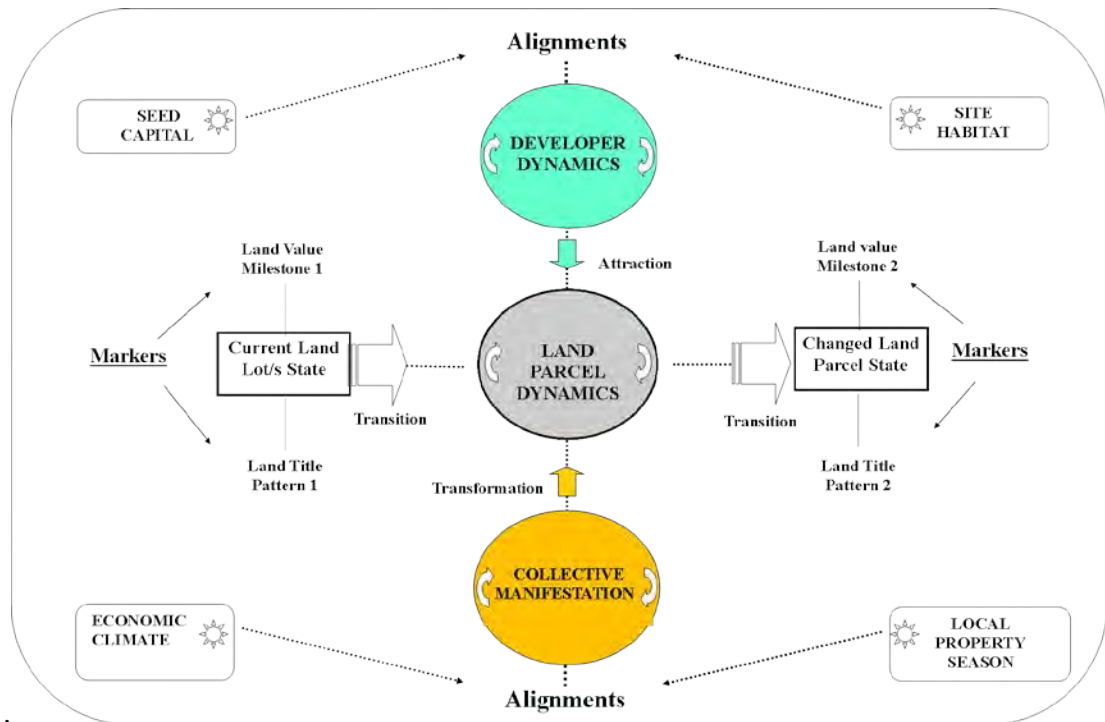 Alignments
SEED
CAPITAL
SITE
HABITAT
DEVELOPER
DYNAMICS
Land Value
Milestone 1
Attraction
Land value
Milestone 2
Markers
Current Land
Lot/s State
LAND
PARCEL
DYNAMICS
Changed Land
Parcel State
Markers
Transition
Transition
Land Title
Pattern 1
Transformation
Land Title
Pattern 2
COLLECTIVE
MANIFESTATION
ECONOMIC
CLIMATE
LOCAL
PROPERTY
SEASON
Alignments